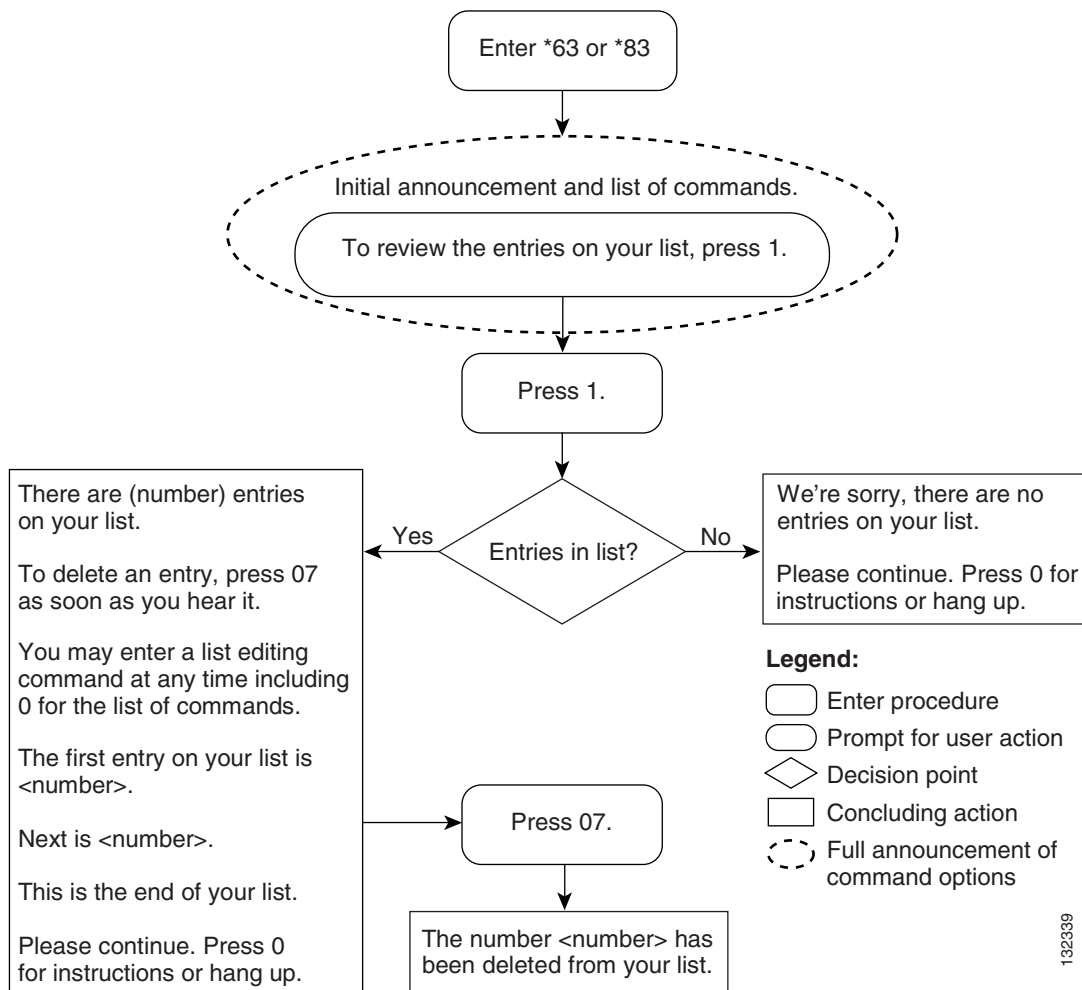 Enter *63 or *83
Initial announcement and list of commands.
To review the entries on your list, press 1.
Press 1.
Entries in list?
Yes
No
There are (number) entries
on your list.
To delete an entry, press 07
as soon as you hear it.
You may enter a list editing
command at any time including
0 for the list of commands.
The first entry on your list is
<number>.
Next is <number>.
This is the end of your list.
Please continue. Press 0
for instructions or hang up.
We're sorry, there are no
entries on your list.
Please continue. Press 0 for
instructions or hang up.
Press 07.
The number <number> has
been deleted from your list.
Legend:
Enter procedure
Prompt for user action
Decision point
Concluding action
Full announcement of
command options
132339